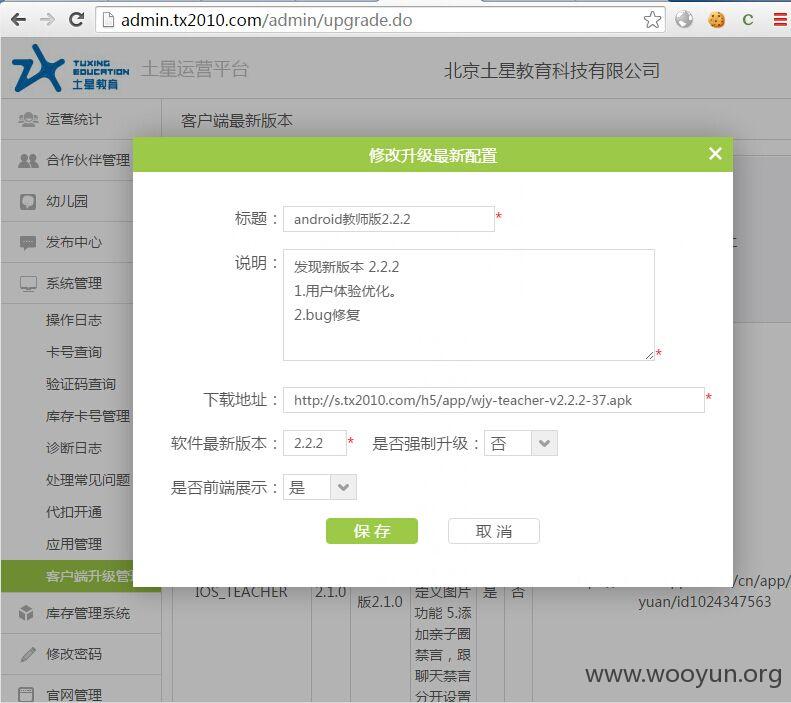 admin.tx2010.com/admin/upgrade.do
TUXING
EDUCATION
土星教育
土星运营平台
北京土星教育科技有限公司
运营统计
客户端最新版本
合作伙伴管理
幼儿园
发布中心
系统管理
操作日志
卡号查询
验证码查询
库存卡号管理
诊断日志
处理常见问题
代扣开通
应用管理
客户端升级管
库存管理系统
修改密码
官网管理
修改升级最新配置
标题：
android教师版2.2.2
*
说明：
发现新版本 2.2.2
1.用户体验优化。
2.bug修复
*
下载地址：
http://s.tx2010.com/h5/app/wjy-teacher-v2.2.2-37.apk
*
软件最新版本：
2.2.2
*
是否强制升级：
否
是否前端展示：
是
保 存
取 消
IOS_TEACHER
2.1.0
版2.1.0
定义图片
功能 5.添
加亲子圈
禁言，跟
聊天禁言
分开设置
是
否
/cn/app/
yuan/id1024347563
www.wooyun.org